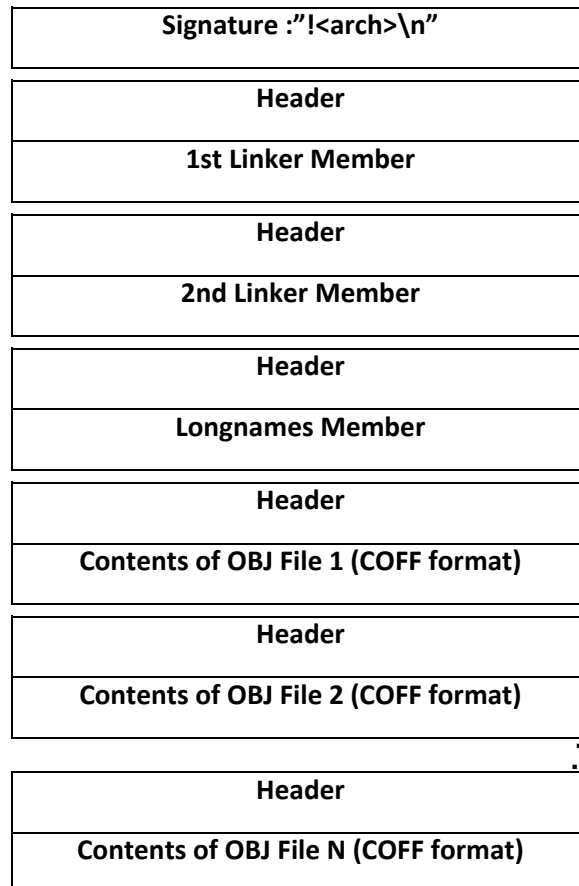 Signature :”!<arch>\n”
Header
1st Linker Member
Header
2nd Linker Member
Header
Longnames Member
Header
Contents of OBJ File 1 (COFF format)
Header
Contents of OBJ File 2 (COFF format)
Header
Contents of OBJ File N (COFF format)